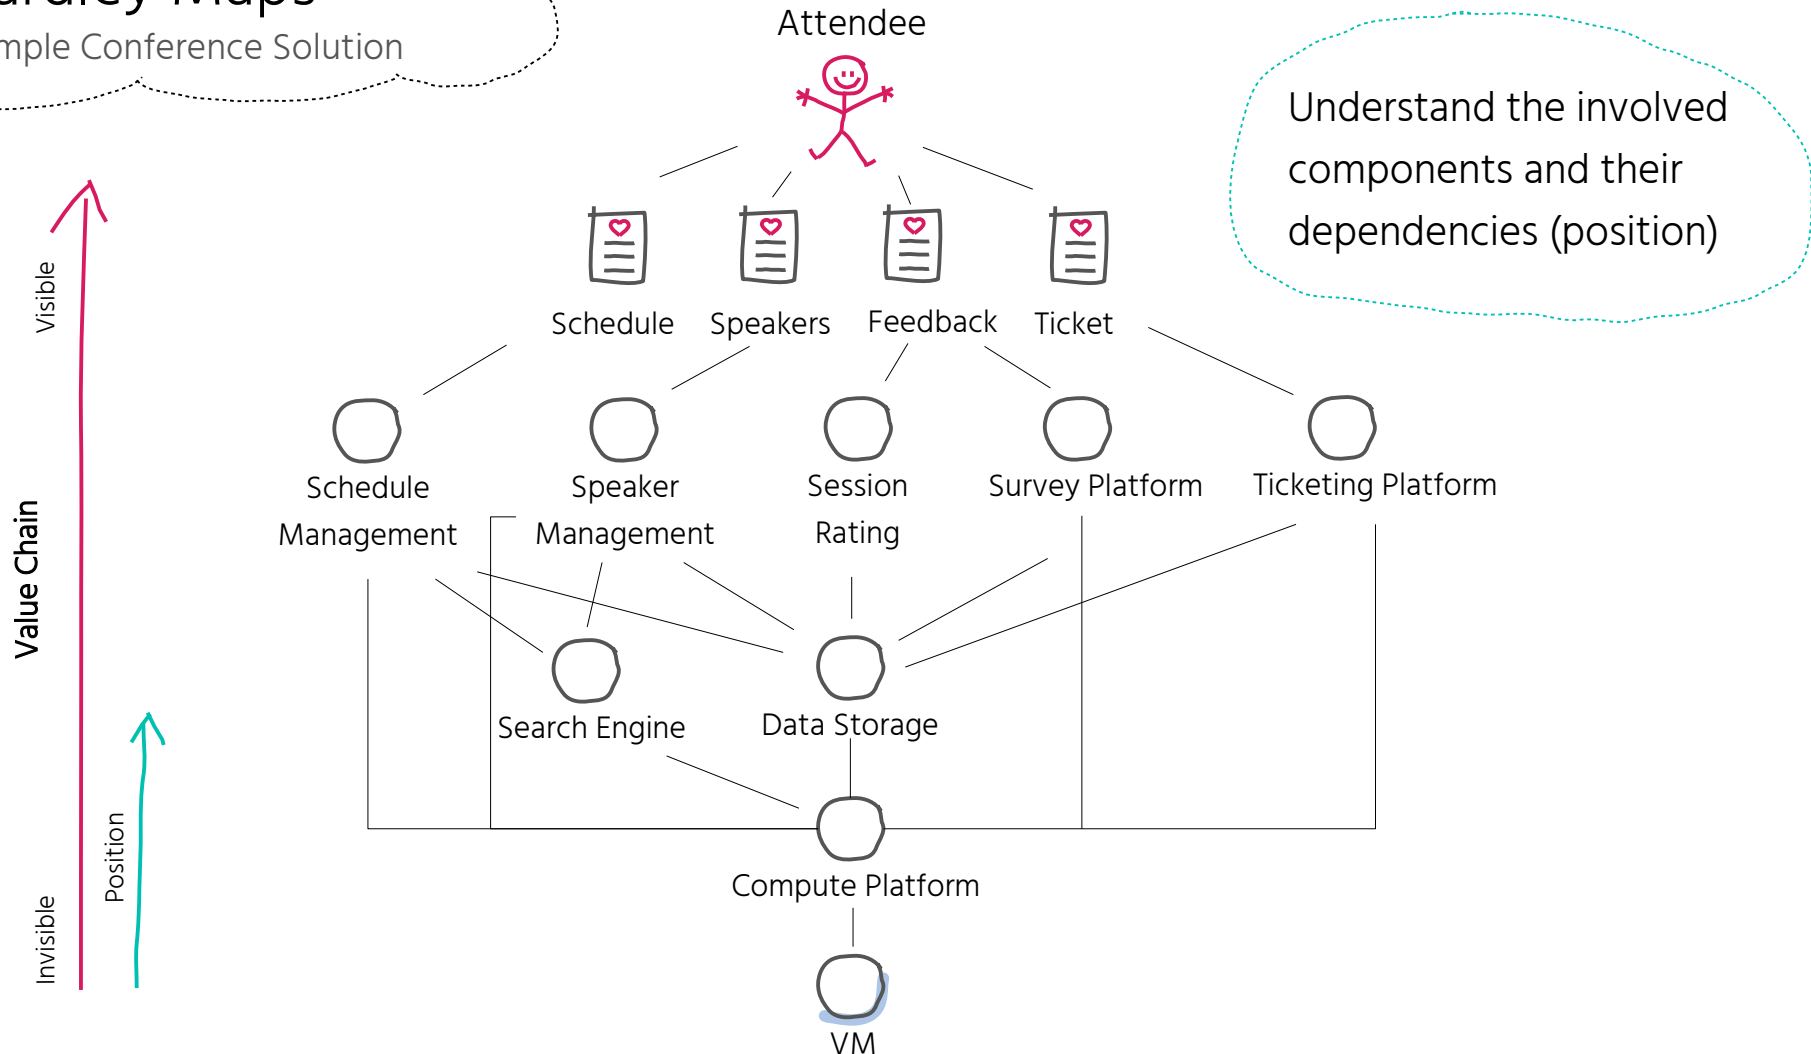 Conference Solution
Attendee
Understand the involved
components and their
dependencies (position)
Visible
Schedule
Speakers
Feedback
Ticket
Schedule
Management
Speaker
Management
Session
Rating
Survey Platform
Ticketing Platform
Value Chain
Search Engine
Data Storage
Position
Compute Platform
Invisible
VM